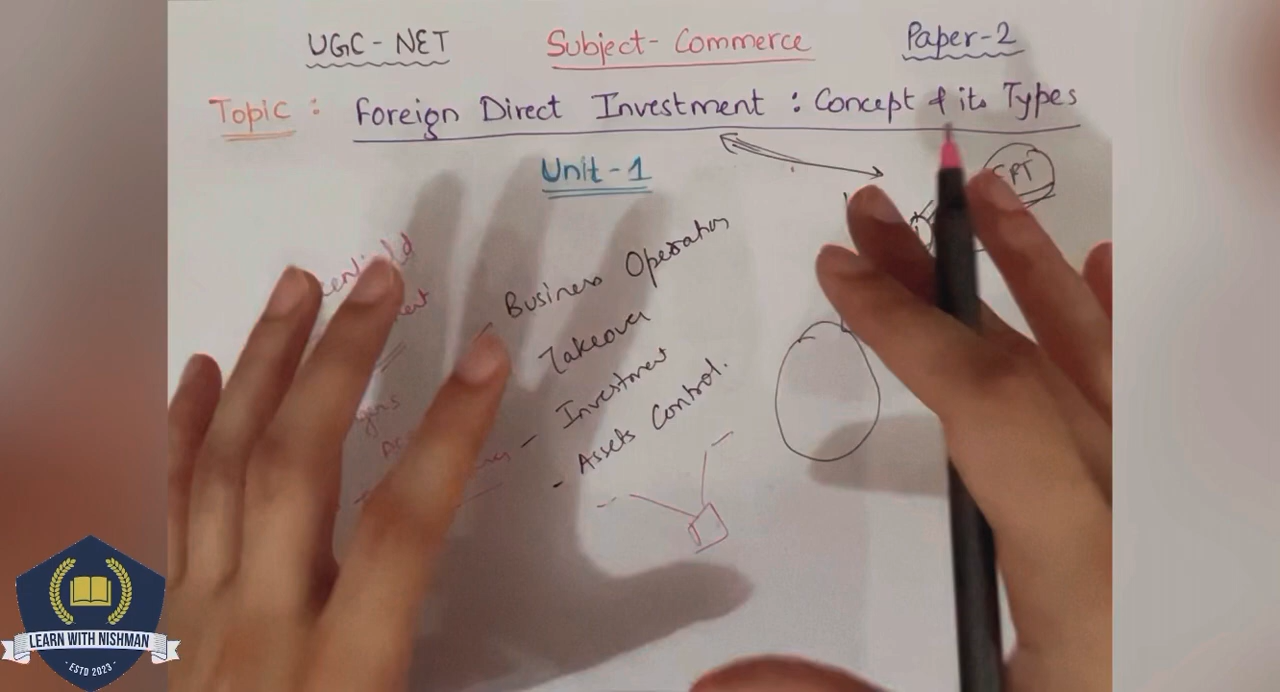 UGC - NET Subject - Commerce Paper-2
Topic : Foreign Direct Investment : Concept & its Types
Unit - 1
Business Operation
Takeover
- Investment
- Assets Control.
LEARN WITH NISHMAN
- ESTD 2023 -